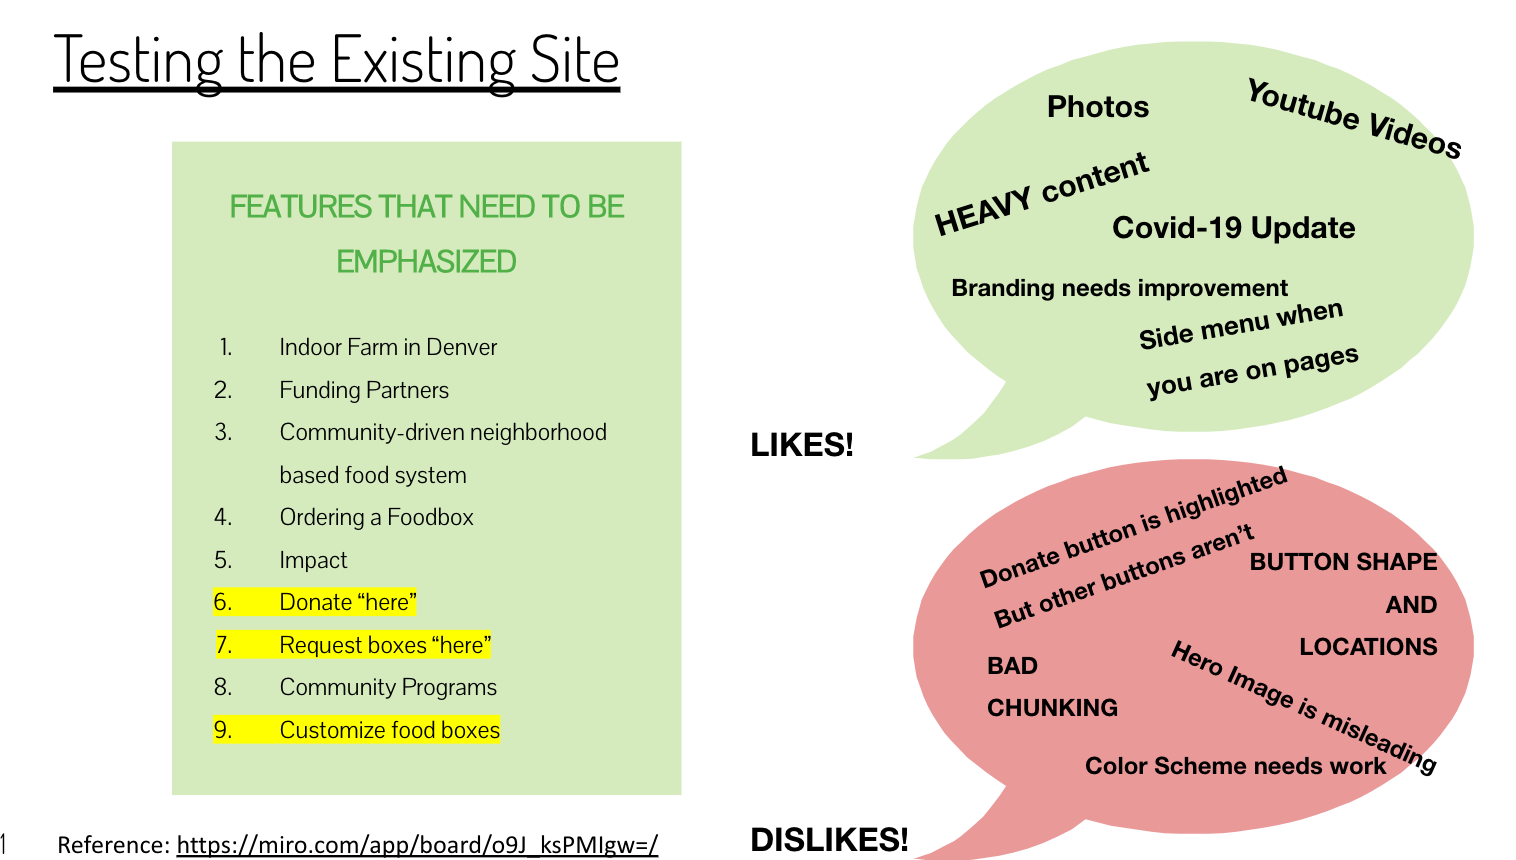 Testing the Existing Site
FEATURES THAT NEED TO BE
EMPHASIZED
1. Indoor Farm in Denver
2. Funding Partners
3. Community-driven neighborhood
based food system
4. Ordering a Foodbox
5. Impact
6. Donate “here”
7. Request boxes “here”
8. Community Programs
9. Customize food boxes
1
Reference: https://miro.com/app/board/o9J_ksPMIgw=/
Photos
Youtube Videos
HEAVY content
Covid-19 Update
Branding needs improvement
Side menu when
you are on pages
LIKES!
Donate button is highlighted
But other buttons aren’t
BUTTON SHAPE
AND
LOCATIONS
BAD
CHUNKING
Hero Image is misleading
Color Scheme needs work
DISLIKES!